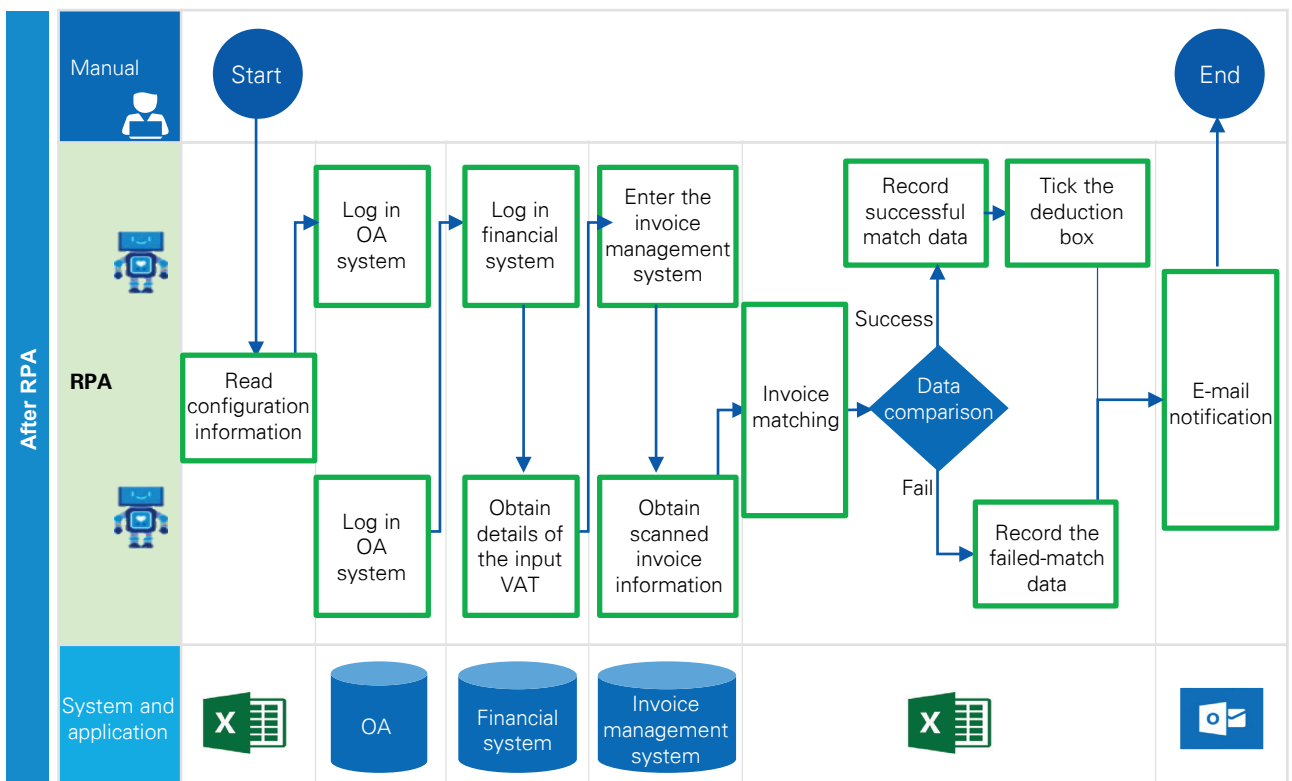 After RPA
Manual
Start
End
RPA
Read
configuration
information
Log in
OA
system
Log in
OA
system
Log in
financial
system
Obtain
details of
the input
VAT
Enter the
invoice
management
system
Obtain
scanned
invoice
information
Invoice
matching
Data
comparison
Success
Fail
Record
successful
match data
Tick the
deduction
box
Record the
failed-match
data
E-mail
notification
System and
application
X
OA
Financial
system
Invoice
management
system
X
o